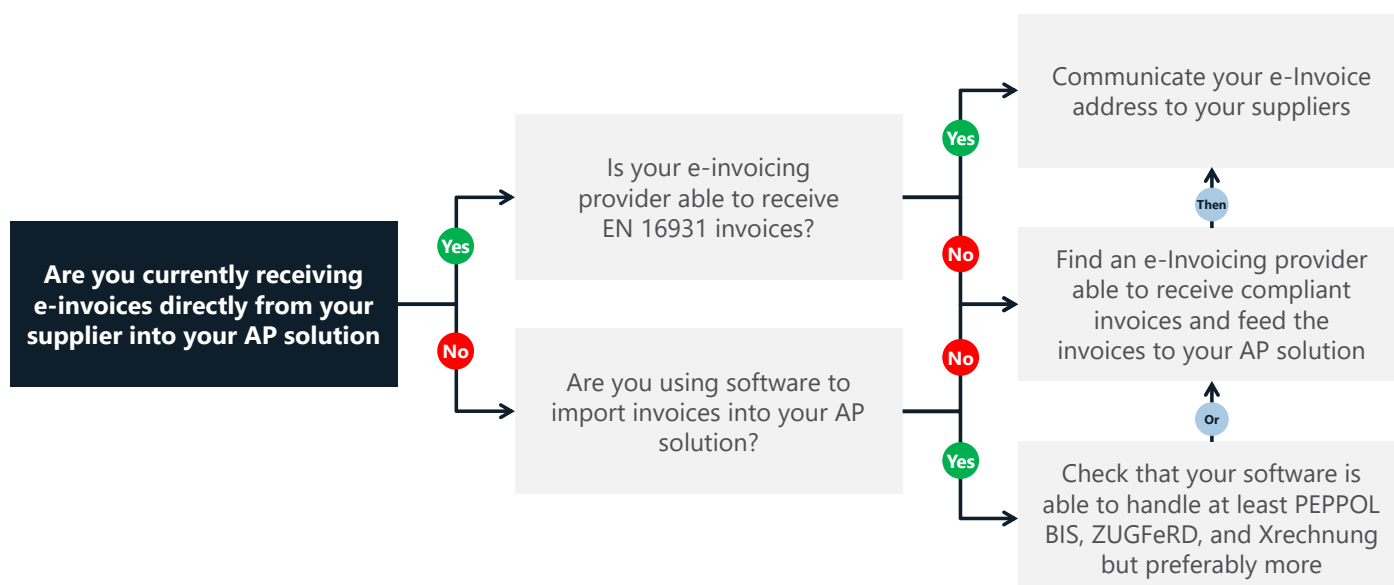 Are you currently receiving
e-invoices directly from your
supplier into your AP solution
Yes
No
Is your e-invoicing
provider able to receive
EN 16931 invoices?
Are you using software to
import invoices into your AP
solution?
Yes
No
No
Yes
Communicate your e-Invoice
address to your suppliers
Then
Find an e-Invoicing provider
able to receive compliant
invoices and feed the
invoices to your AP solution
Or
Check that your software is
able to handle at least PEPPOL
BIS, ZUGFeRD, and Xrechnung
but preferably more